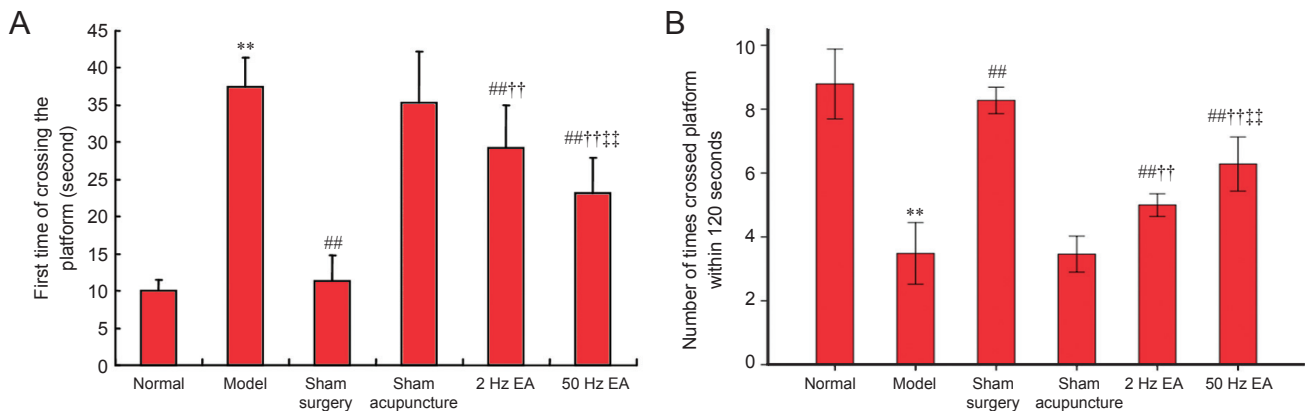 A
First time of crossing the
platform (second)
45
40
35
30
25
20
15
10
5
0
**
##
##††
##††‡‡
Normal
Model
Sham
surgery
Sham
acupuncture
2 Hz EA
50 Hz EA
B
Number of times crossed platform
within 120 seconds
10
8
6
4
2
0
**
##
##††
##††‡‡
Normal
Model
Sham
surgery
Sham
acupuncture
2 Hz EA
50 Hz EA